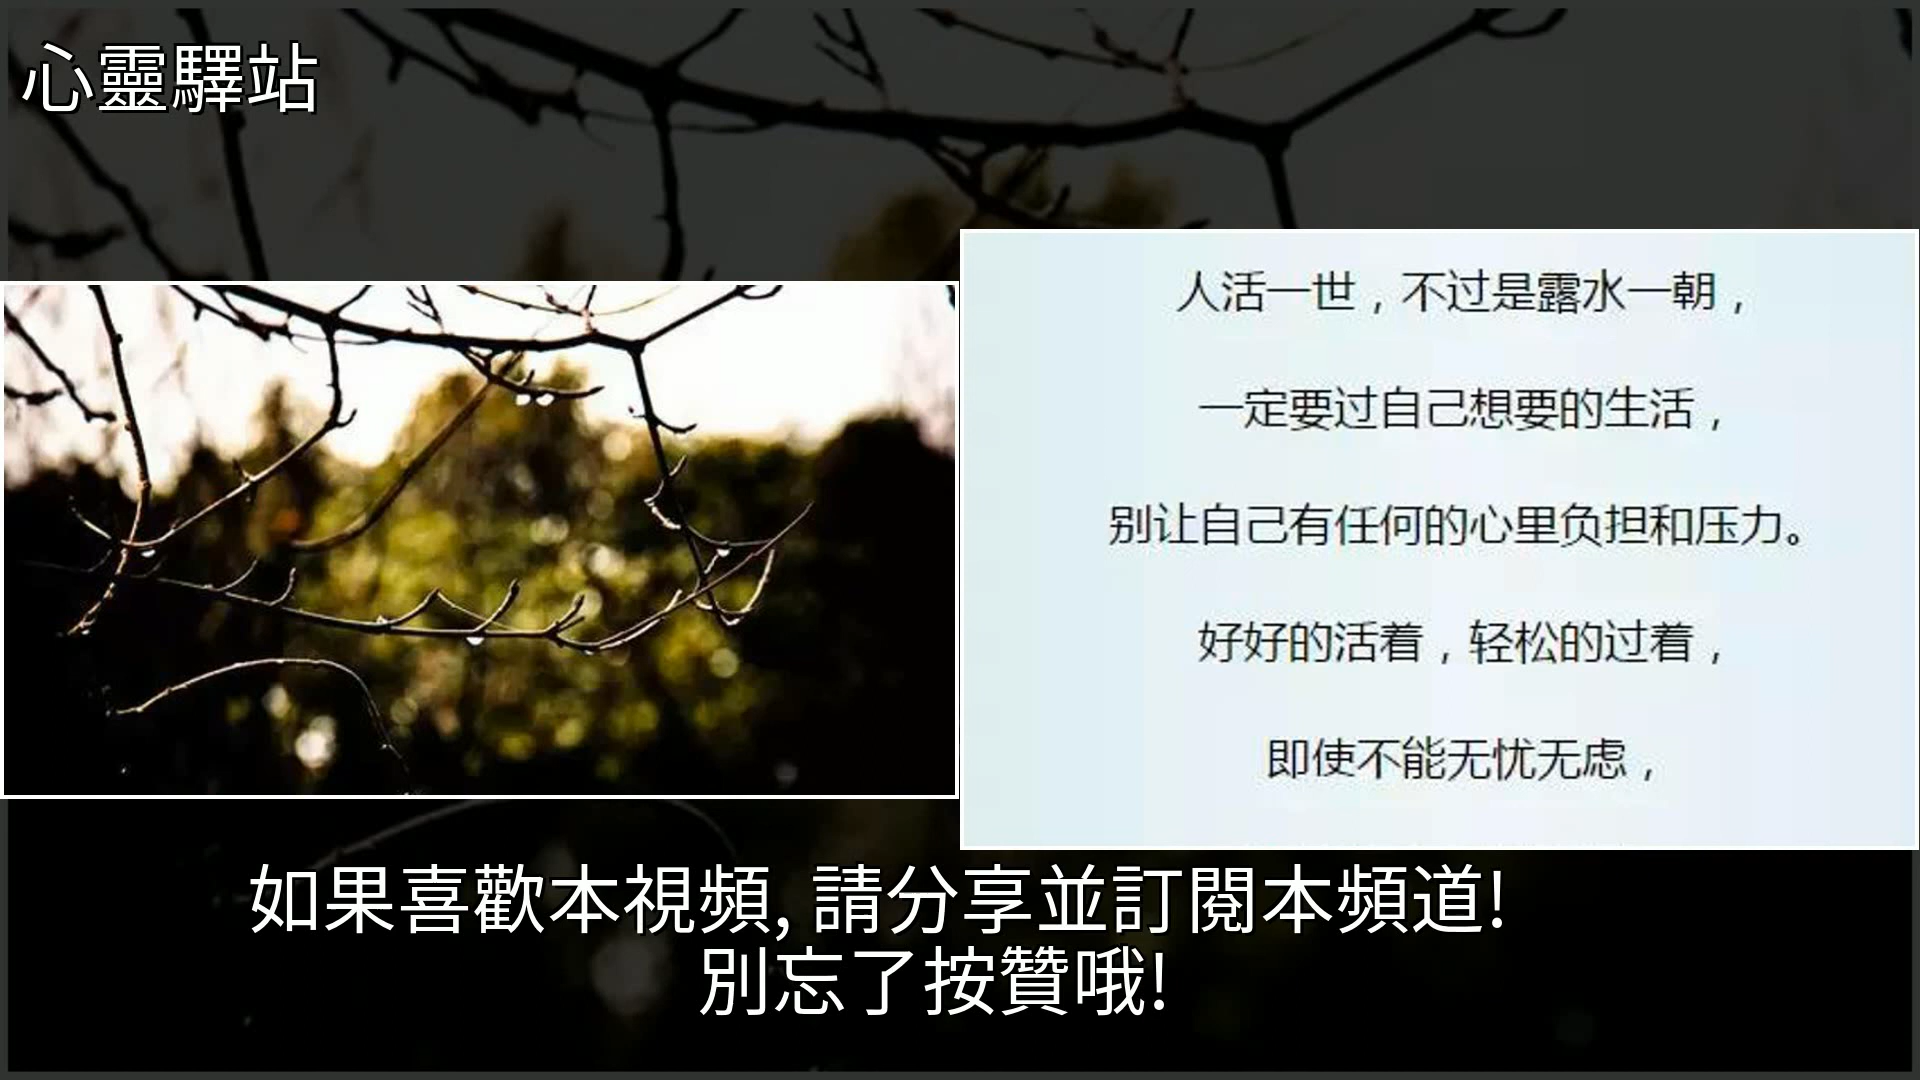 心靈驛站
人活一世，不过是露水一朝，
一定要过自己想要的生活，
别让自己有任何的心里负担和压力。
好好的活着，轻松的过着，
即使不能无忧无虑，
如果喜歡本視頻, 請分享並訂閱本頻道!
別忘了按贊哦!